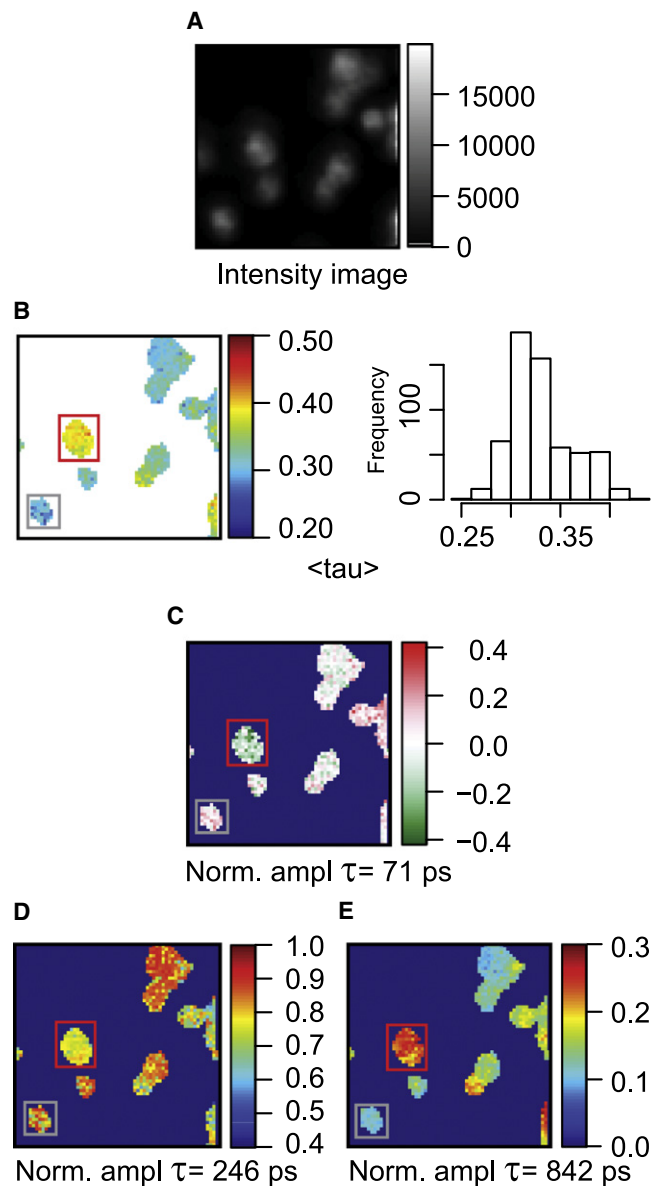 A
15000
10000
5000
0
Intensity image
B
0.50
0.40
0.30
0.20
Frequency
100
0
0.25 0.35
<tau>
C
0.4
0.2
0.0
−0.2
−0.4
Norm. ampl τ= 71 ps
D
1.0
0.9
0.8
0.7
0.6
0.5
0.4
Norm. ampl τ= 246 ps
E
0.3
0.2
0.1
0.0
Norm. ampl τ= 842 ps